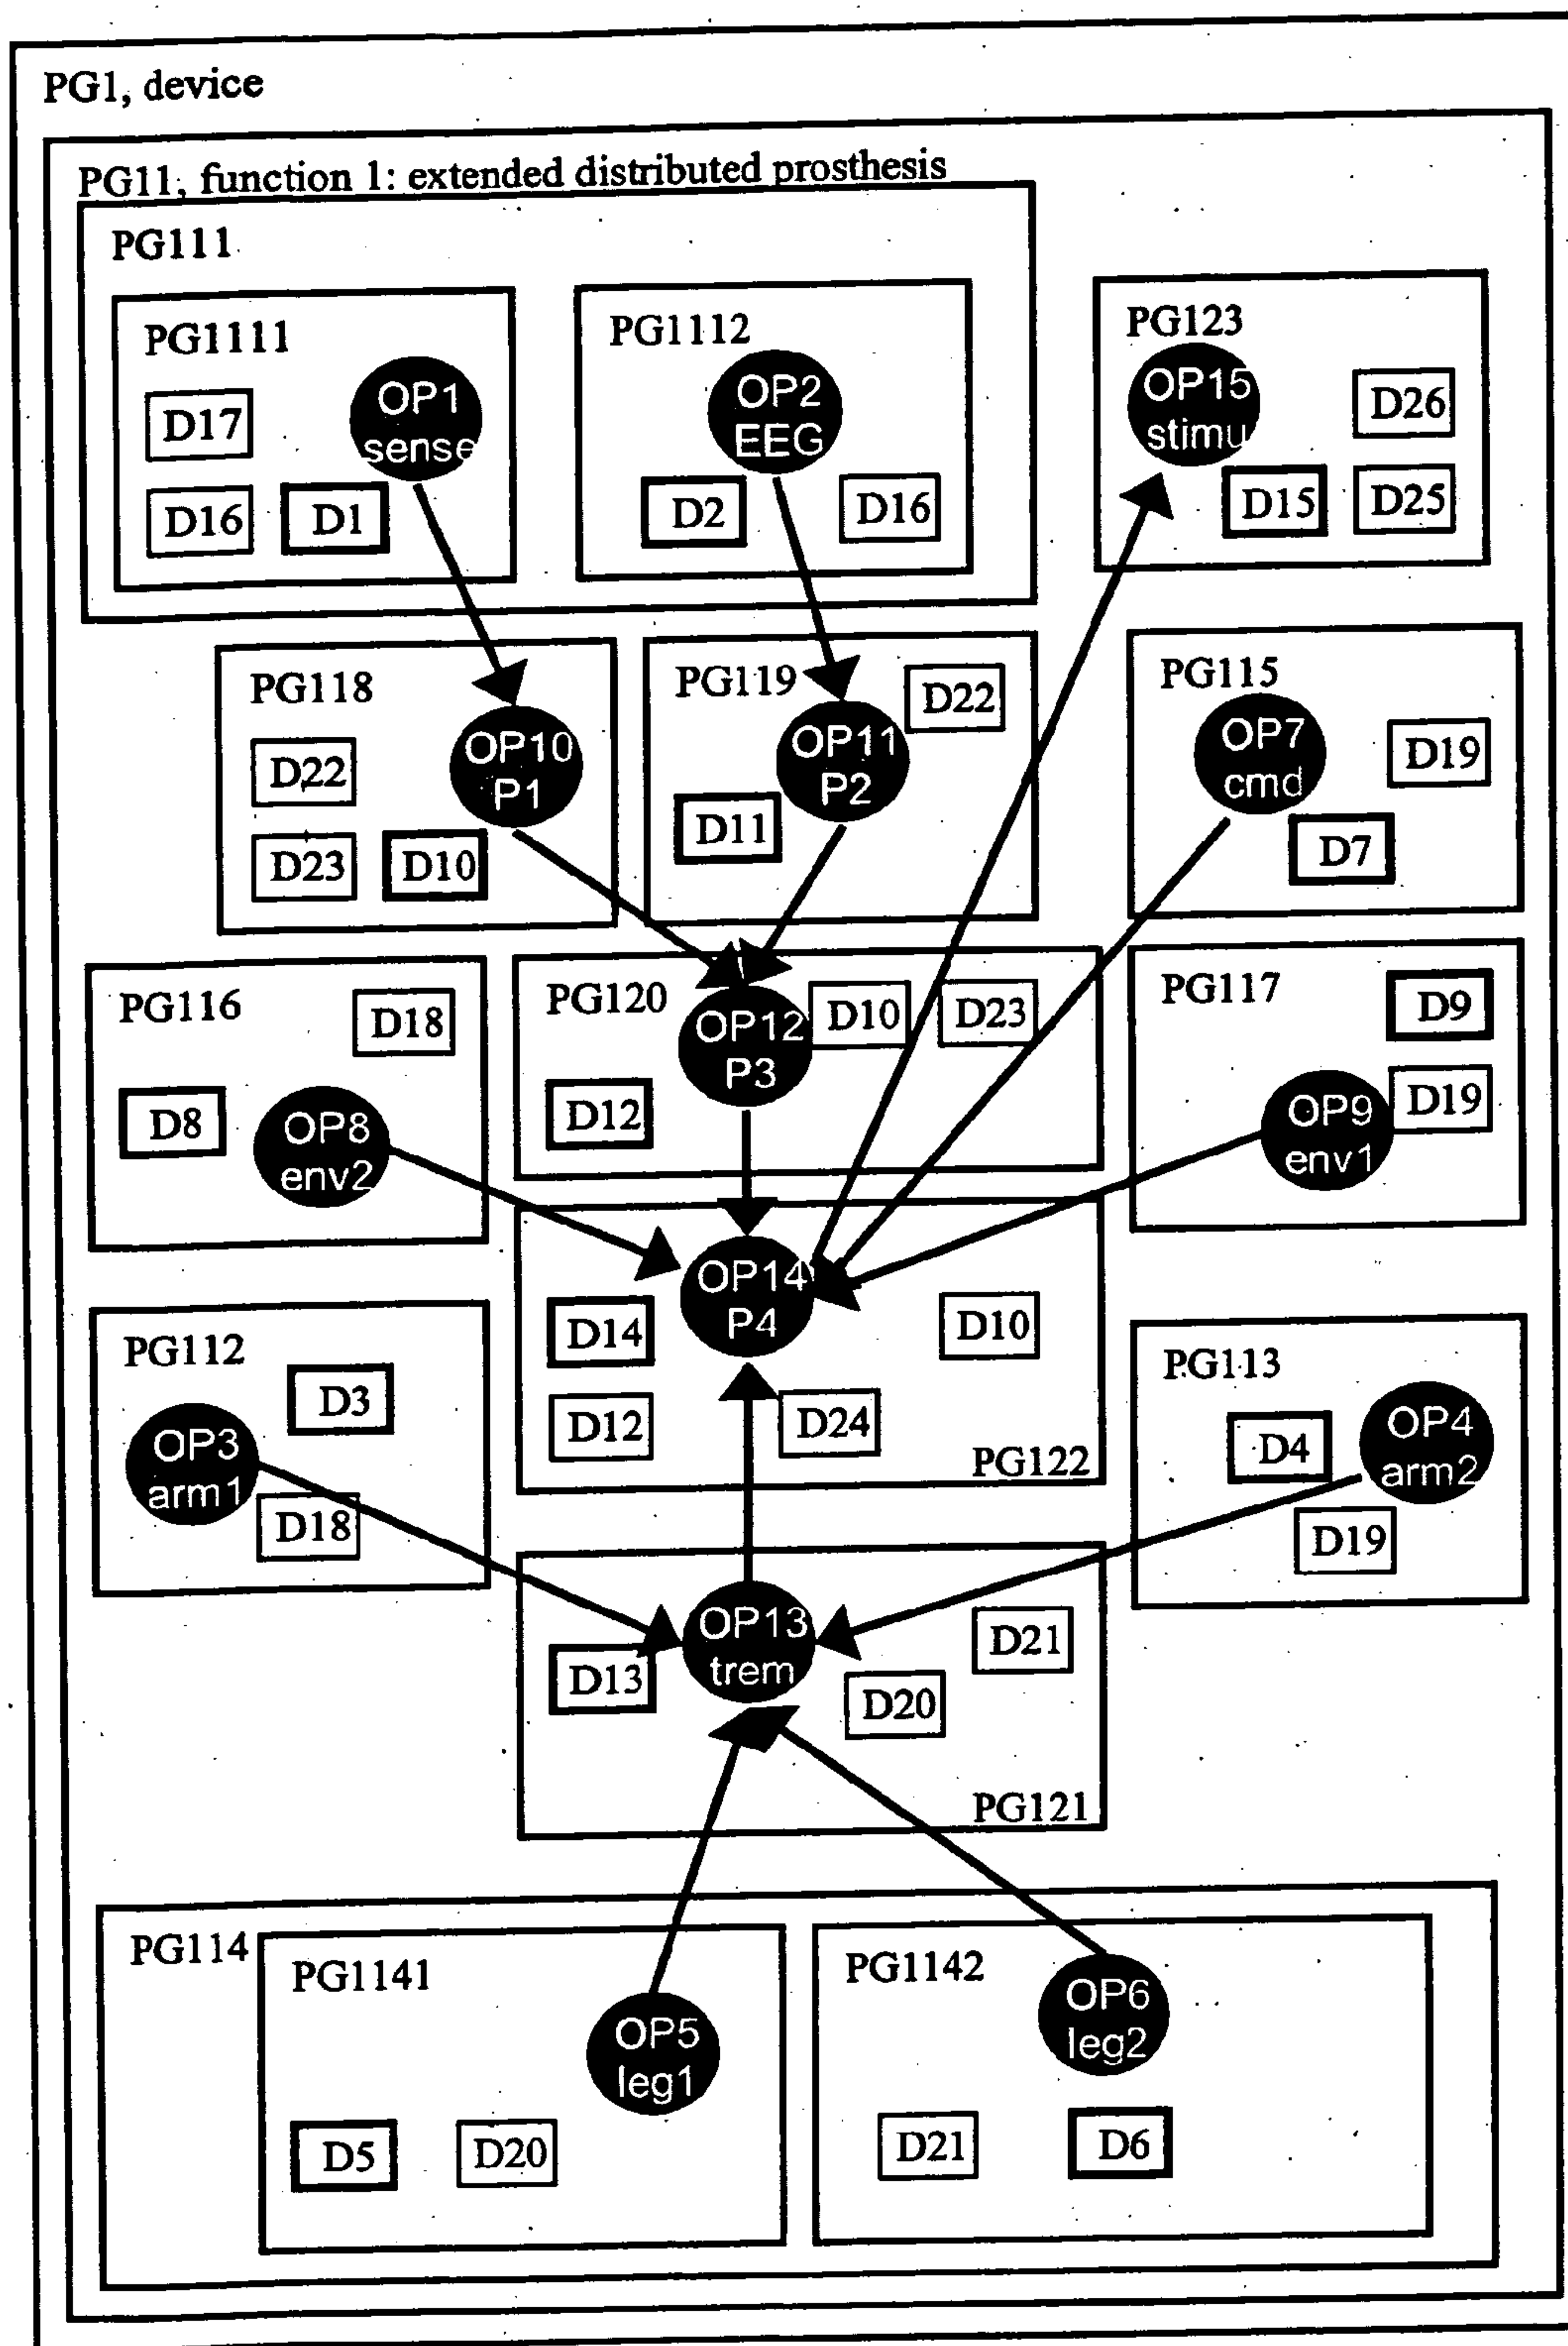 PG1, device
PG11, function 1: extended distributed prosthesis
PG111
PG1111
OP1
sense
D17
D16
D1
PG1112
OP2
EEG
D2
D16
PG123
OP15
stimu
D26
D15
D25
PG118
OP10
P1
D22
D23
D10
PG119
D22
OP11
P2
D11
PG115
OP7
cmd
D19
D7
PG116
D18
D8
OP8
env2
PG120
OP12
P3
D10
D23
D12
PG117
D9
OP9
env1
D19
OP14
P4
D14
D10
D12
D24
PG122
PG112
D3
OP3
arm1
D18
PG113
D4
OP4
arm2
D19
OP13
trem
D13
D21
D20
PG121
PG114
PG1141
OP5
leg1
D5
D20
PG1142
OP6
leg2
D21
D6